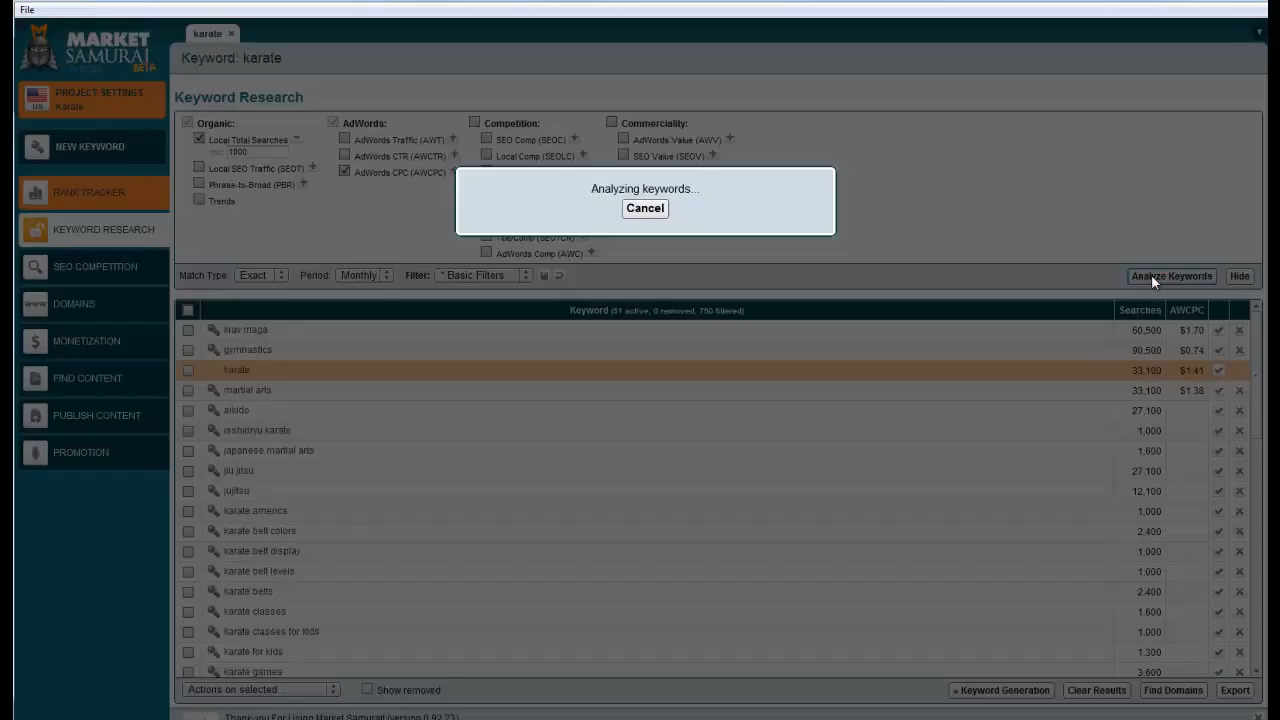 File
MARKET
SAMURAI
BETA
karate
Keyword: karate
PROJECT SETTINGS
Karate
U.S.
NEW KEYWORD
RANK TRACKER
KEYWORD RESEARCH
SEO COMPETITION
www DOMAINS
$ MONETIZATION
FIND CONTENT
PUBLISH CONTENT
PROMOTION
Keyword Research
Organic: AdWords: Competition: Commerciality:
Local Total Searches AdWords Traffic (AWT) SEO Comp (SEOC) AdWords Value (AWV)
1000 AdWords CTR (AWCTR) Local Comp (SEOLC) SEO Value (SEOV)
Local SEO Traffic (SEOT) AdWords CPC (AWCPC)
Phrase-to-Broad (PBR)
Trends
Analyzing keywords...
Cancel
Title/Comp (SEOTCR)
AdWords Comp (AWC)
Match Type: Exact Period: Monthly Filter: * Basic Filters Analyze Keywords Hide
Keyword (51 active, 0 removed, 750 filtered) Searches AWCPC
krav maga 60,500 $1.70
gymnastics 90,500 $0.74
karate 33,100 $1.41
martial arts 33,100 $1.38
aikido 27,100
isshinryu karate 1,000
japanese martial arts 1,600
jiu jitsu 27,100
jujitsu 12,100
karate america 1,000
karate belt colors 2,400
karate belt display 1,000
karate belt levels 1,000
karate belts 2,400
karate classes 1,600
karate classes for kids 1,000
karate for kids 1,300
karate games 3,600
Actions on selected... Show removed Keyword Generation Clear Results Find Domains Export
Thank-you For Using Market Samurai! (version 0.92.23)